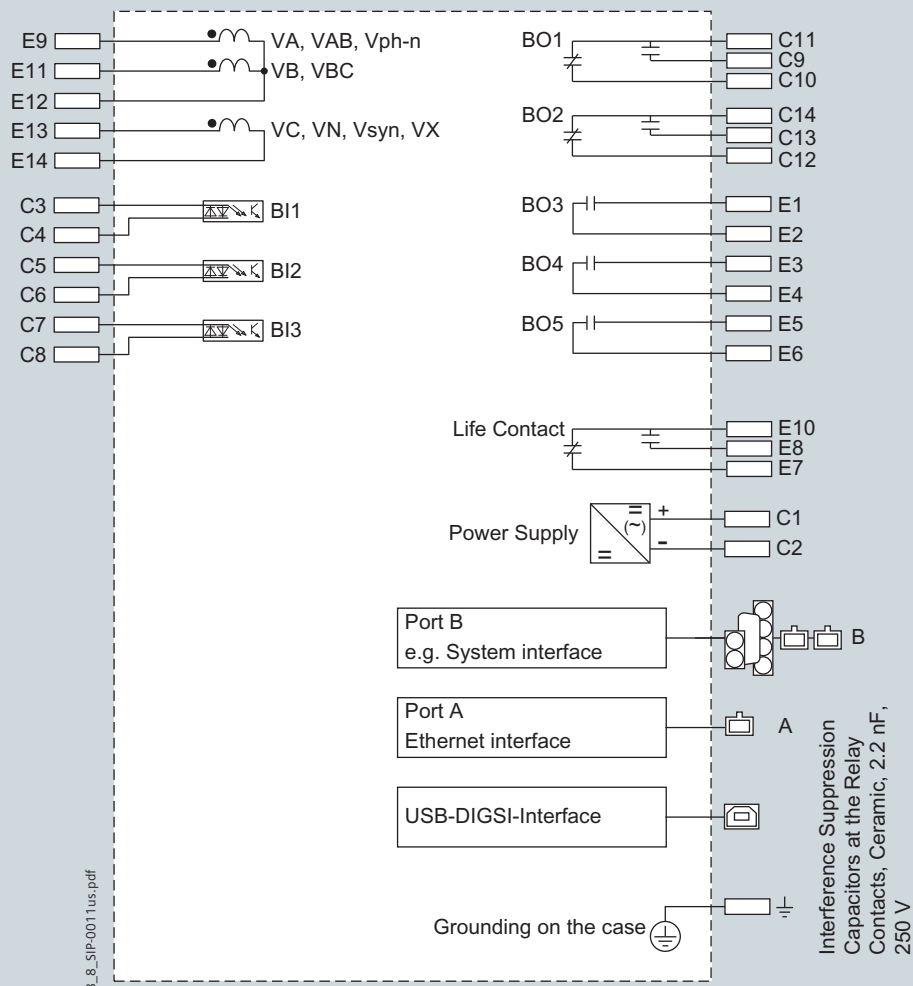 E9 VA, VAB, Vph-n
E11 VB, VBC
E12
E13 VC, VN, Vsyn, VX
E14
C3 BI1
C4
C5 BI2
C6
C7 BI3
C8
BO1 C11
C9
C10
BO2 C14
C13
C12
BO3 E1
E2
BO4 E3
E4
BO5 E5
E6
Life Contact E10
E8
E7
Power Supply = (~) = + C1
- C2
Port B
e.g. System interface
B
Port A
Ethernet interface
A
USB-DIGSI-Interface
Grounding on the case
Interference Suppression
Capacitors at the Relay
Contacts, Ceramic, 2.2 nF,
250 V
_8_SIP-0011us.pdf